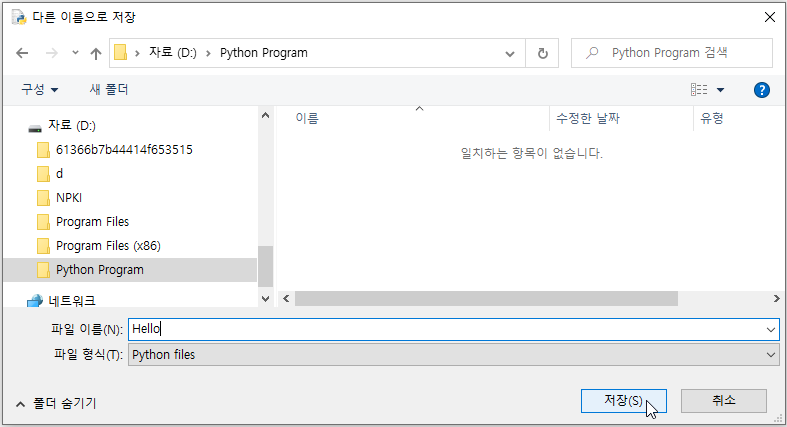 다른 이름으로 저장
자료 (D:) Python Program
Python Program 검색
구성 새 폴더
이름 수정한 날짜 유형
일치하는 항목이 없습니다.
자료 (D:)
61366b7b44414f653515
d
NPKI
Program Files
Program Files (x86)
Python Program
네트워크
파일 이름(N): Hello
파일 형식(T): Python files
폴더 숨기기
저장(S) 취소